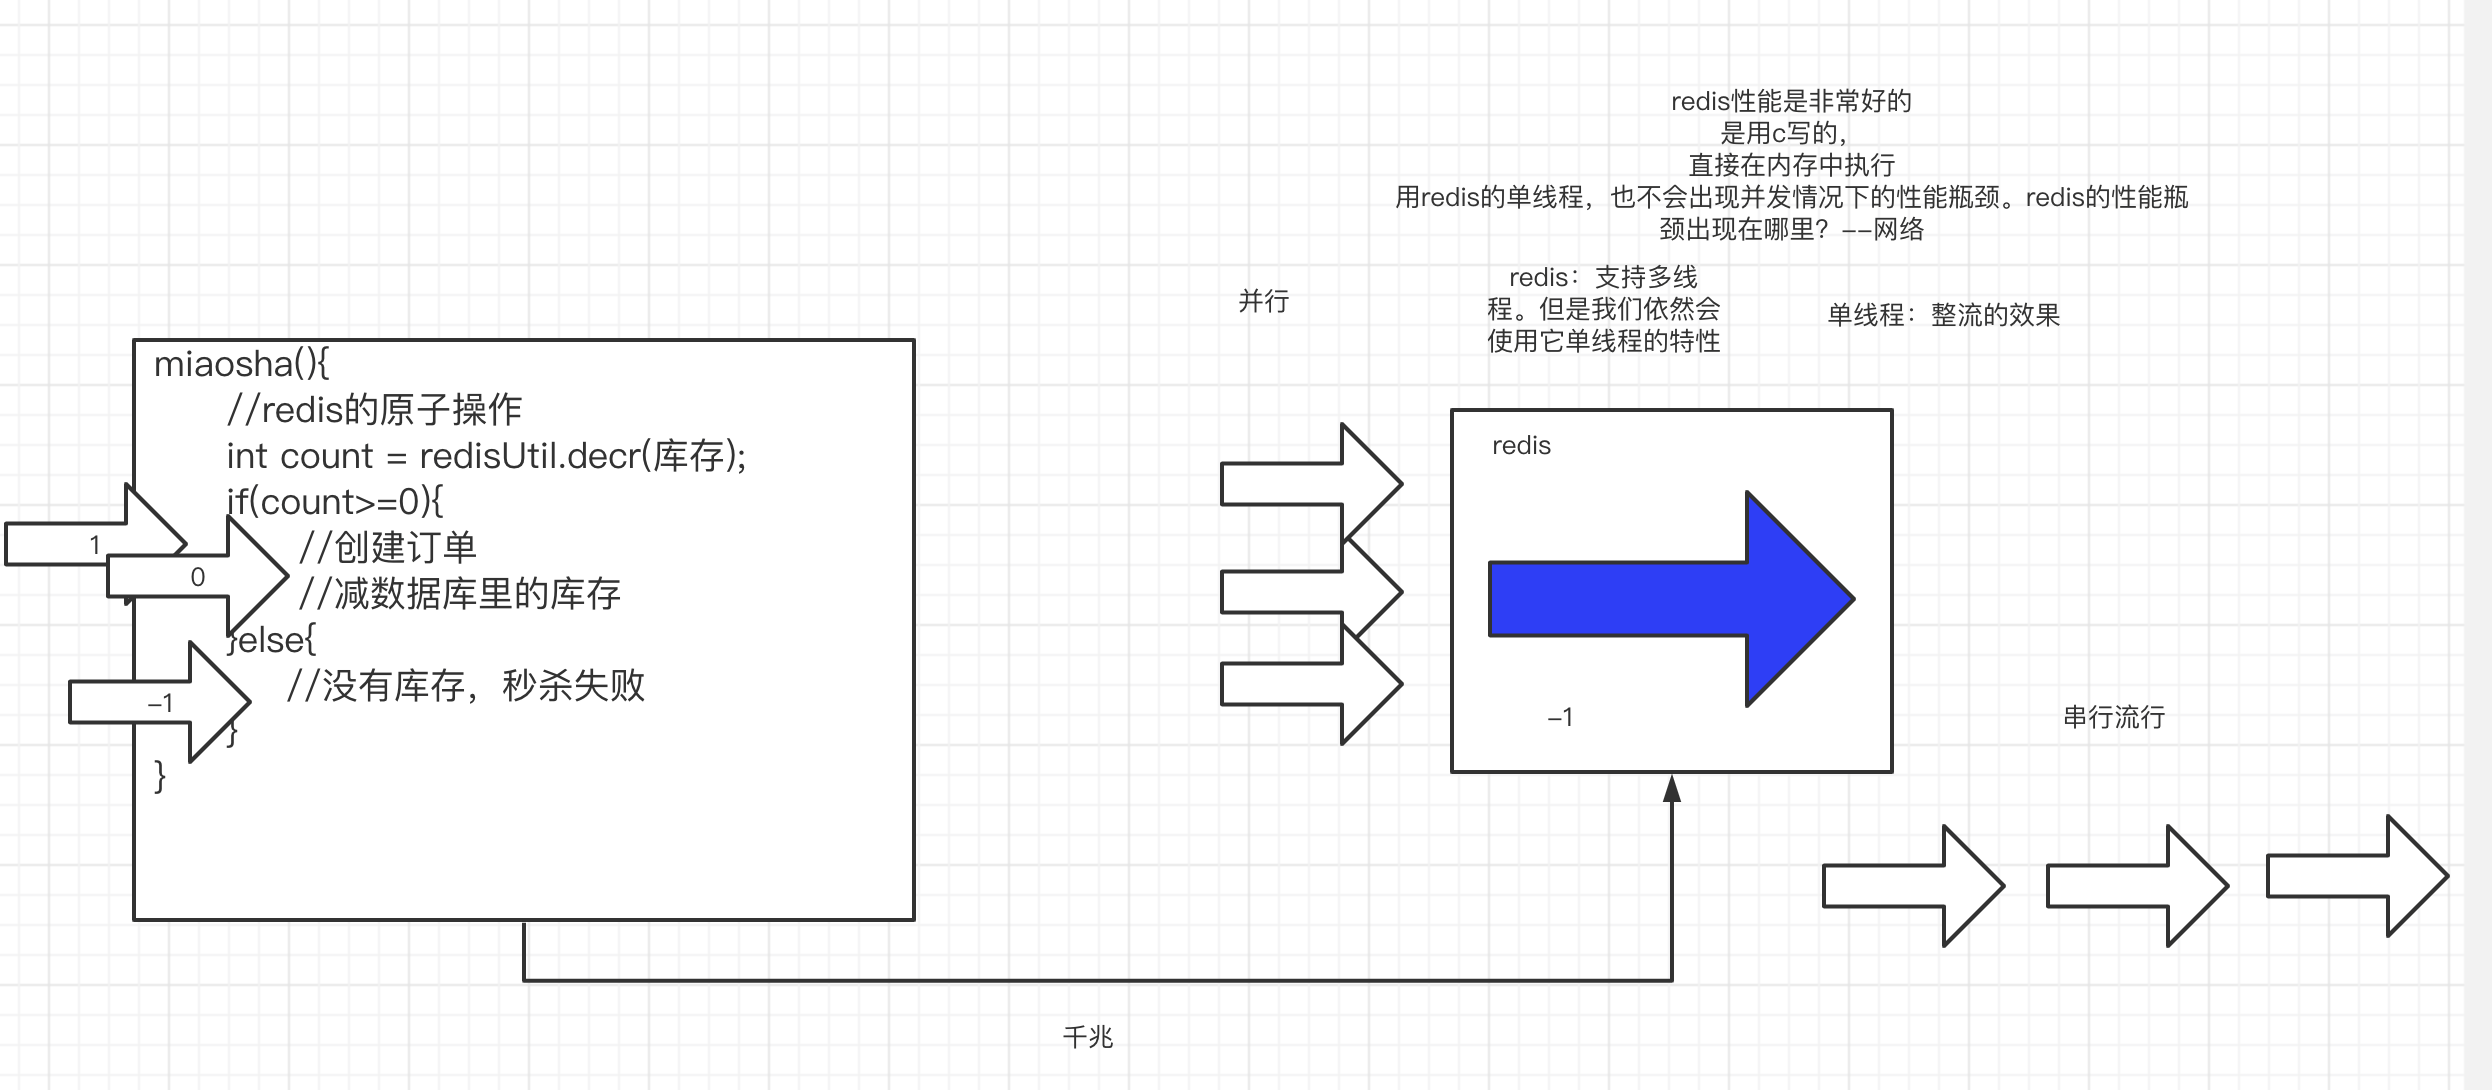 redis性能是非常好的
是用c写的，
直接在内存中执行
用redis的单线程，也不会出现并发情况下的性能瓶颈。redis的性能瓶
颈出现在哪里？--网络
并行
redis：支持多线
程。但是我们依然会
使用它单线程的特性
单线程：整流的效果
miaosha(){
//redis的原子操作
int count = redisUtil.decr(库存);
if(count>=0){
//创建订单
//减数据库里的库存
}else{
//没有库存，秒杀失败
}
}
1
0
-1
redis
-1
串行流行
千兆